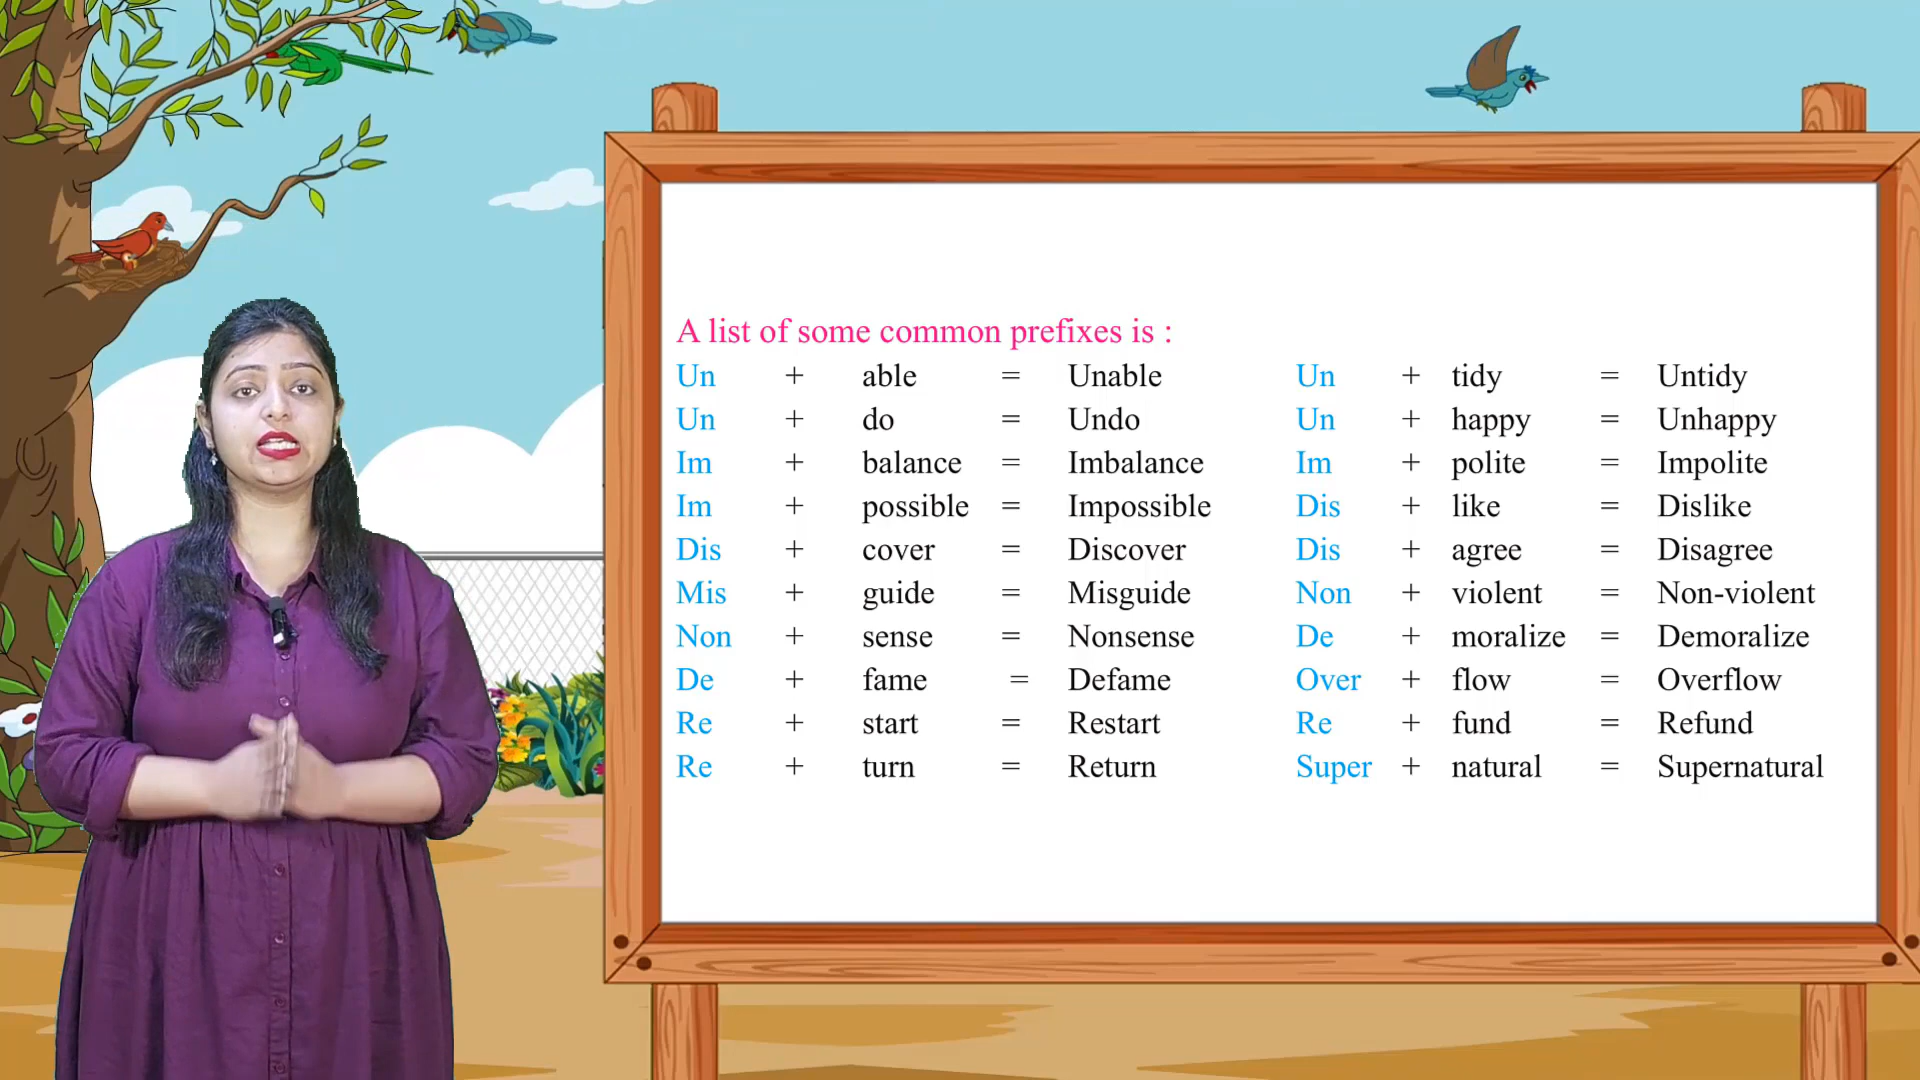 A list of some common prefixes is :
Un + able = Unable Un + tidy = Untidy
Un + do = Undo Un + happy = Unhappy
Im + balance = Imbalance Im + polite = Impolite
Im + possible = Impossible Dis + like = Dislike
Dis + cover = Discover Dis + agree = Disagree
Mis + guide = Misguide Non + violent = Non-violent
Non + sense = Nonsense De + moralize = Demoralize
De + fame = Defame Over + flow = Overflow
Re + start = Restart Re + fund = Refund
Re + turn = Return Super + natural = Supernatural